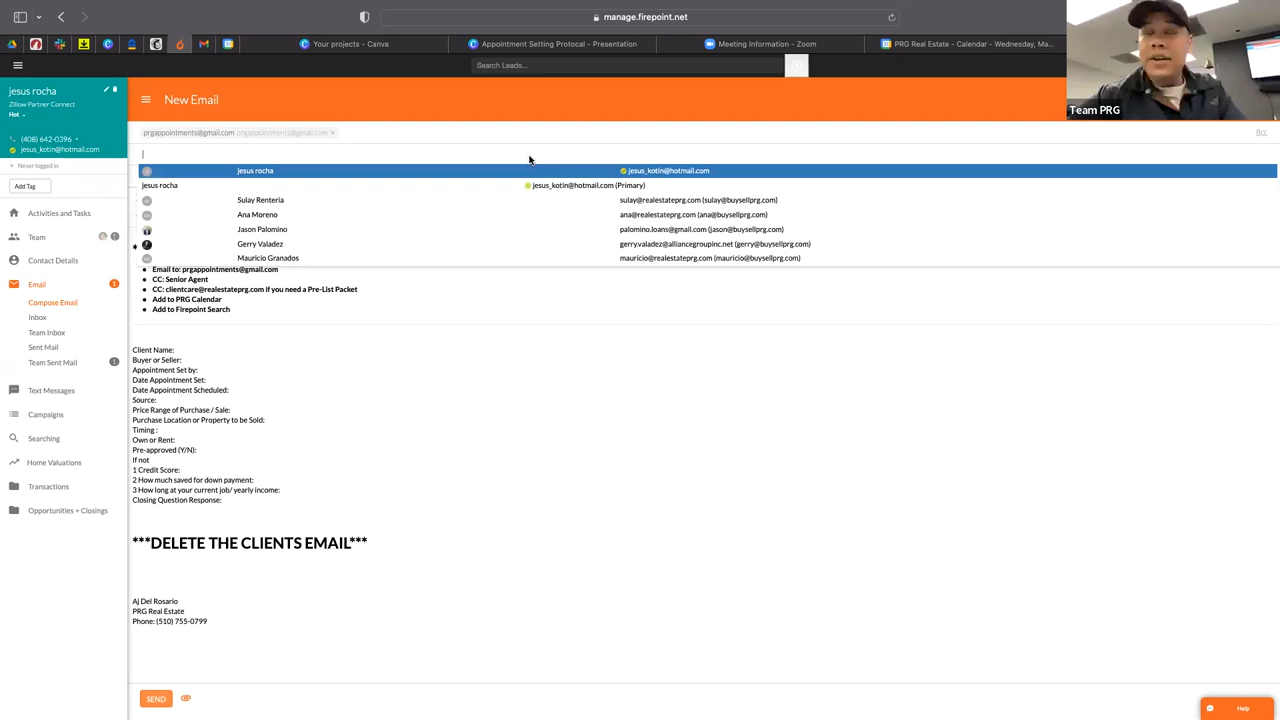 manage.firepoint.net
Your projects - Canva
Appointment Setting Protocal - Presentation
Meeting Information - Zoom
PRG Real Estate - Calendar - Wednesday, Ma...
Search Leads...
jesus rocha
Zillow Partner Connect
Hot
(408) 642-0396
jesus_kotin@hotmail.com
Never logged in
Add Tag
Activities and Tasks
Team
Contact Details
Email 1
Compose Email
Inbox
Team Inbox
Sent Mail
Team Sent Mail 1
Text Messages
Campaigns
Searching
Home Valuations
Transactions
Opportunities + Closings
New Email
prgappointments@gmail.com prgappointments@gmail.com ×
Bcc
jesus rocha jesus_kotin@hotmail.com
jesus rocha jesus_kotin@hotmail.com (Primary)
Sulay Renteria sulay@realestateprg.com (sulay@buysellprg.com)
Ana Moreno ana@realestateprg.com (ana@buysellprg.com)
Jason Palomino palomino.loans@gmail.com (jason@buysellprg.com)
Gerry Valadez gerry.valadez@alliancegroupinc.net (gerry@buysellprg.com)
Mauricio Granados mauricio@realestateprg.com (mauricio@buysellprg.com)
• Email to: prgappointments@gmail.com
• CC: Senior Agent
• CC: clientcare@realestateprg.com if you need a Pre-List Packet
• Add to PRG Calendar
• Add to Firepoint Search
Client Name:
Buyer or Seller:
Appointment Set by:
Date Appointment Set:
Date Appointment Scheduled:
Source:
Price Range of Purchase / Sale:
Purchase Location or Property to be Sold:
Timing :
Own or Rent:
Pre-approved (Y/N):
If not
1 Credit Score:
2 How much saved for down payment:
3 How long at your current job/ yearly income:
Closing Question Response:
***DELETE THE CLIENTS EMAIL***
Aj Del Rosario
PRG Real Estate
Phone: (510) 755-0799
SEND
Help
Team PRG